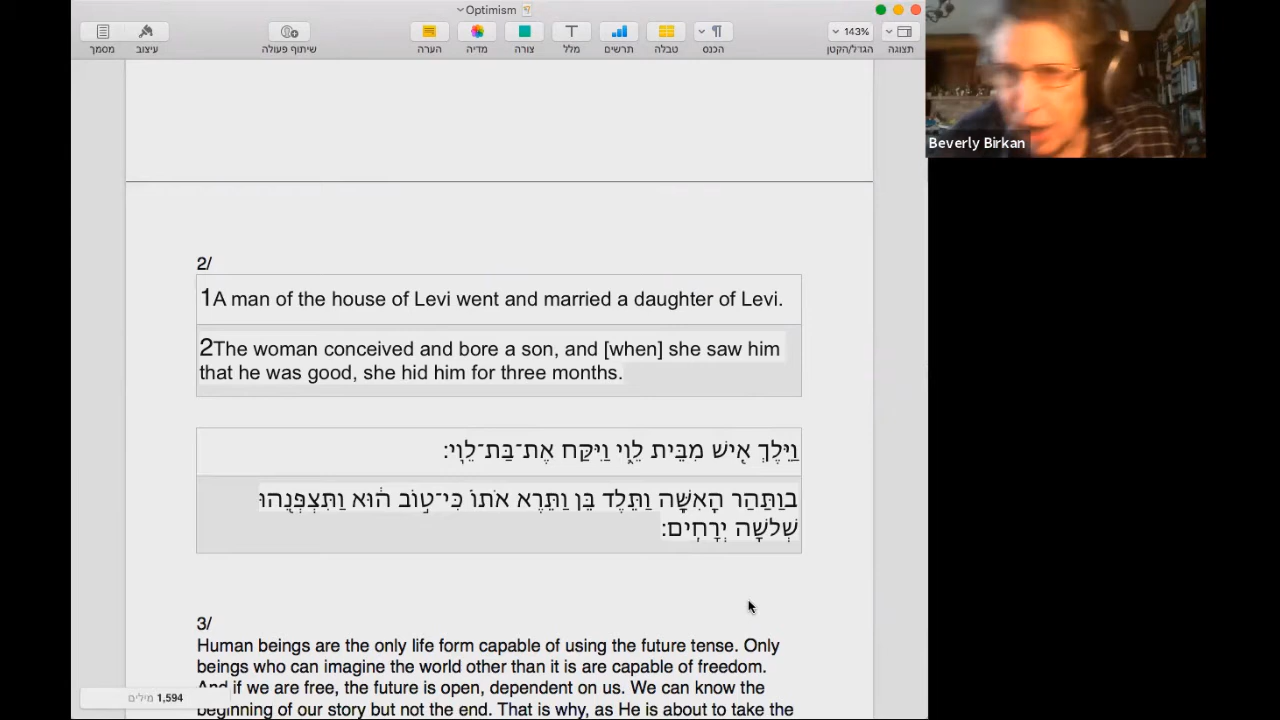 Optimism
מסמך
עיצוב
שיתוף פעולה
הערה
מדיה
צורה
מלל
תרשים
טבלה
הכנס
143%
הגדל/הקטן
תצוגה
Beverly Birkan
2/
1A man of the house of Levi went and married a daughter of Levi.
2The woman conceived and bore a son, and [when] she saw him
that he was good, she hid him for three months.
וַיֵּ֥לֶךְ אִ֖ישׁ מִבֵּ֣ית לֵוִ֑י וַיִּקַּ֖ח אֶת־בַּת־לֵוִֽי:
בוַתַּ֥הַר הָֽאִשָּׁ֖ה וַתֵּ֣לֶד בֵּ֑ן וַתֵּ֤רֶא אֹתוֹ֙ כִּי־ט֣וֹב ה֔וּא וַתִּצְפְּנֵ֖הוּ
שְׁלשָׁ֥ה יְרָחִֽים:
3/
Human beings are the only life form capable of using the future tense. Only
beings who can imagine the world other than it is are capable of freedom.
And if we are free, the future is open, dependent on us. We can know the
beginning of our story but not the end. That is why, as He is about to take the
1,594 מילים